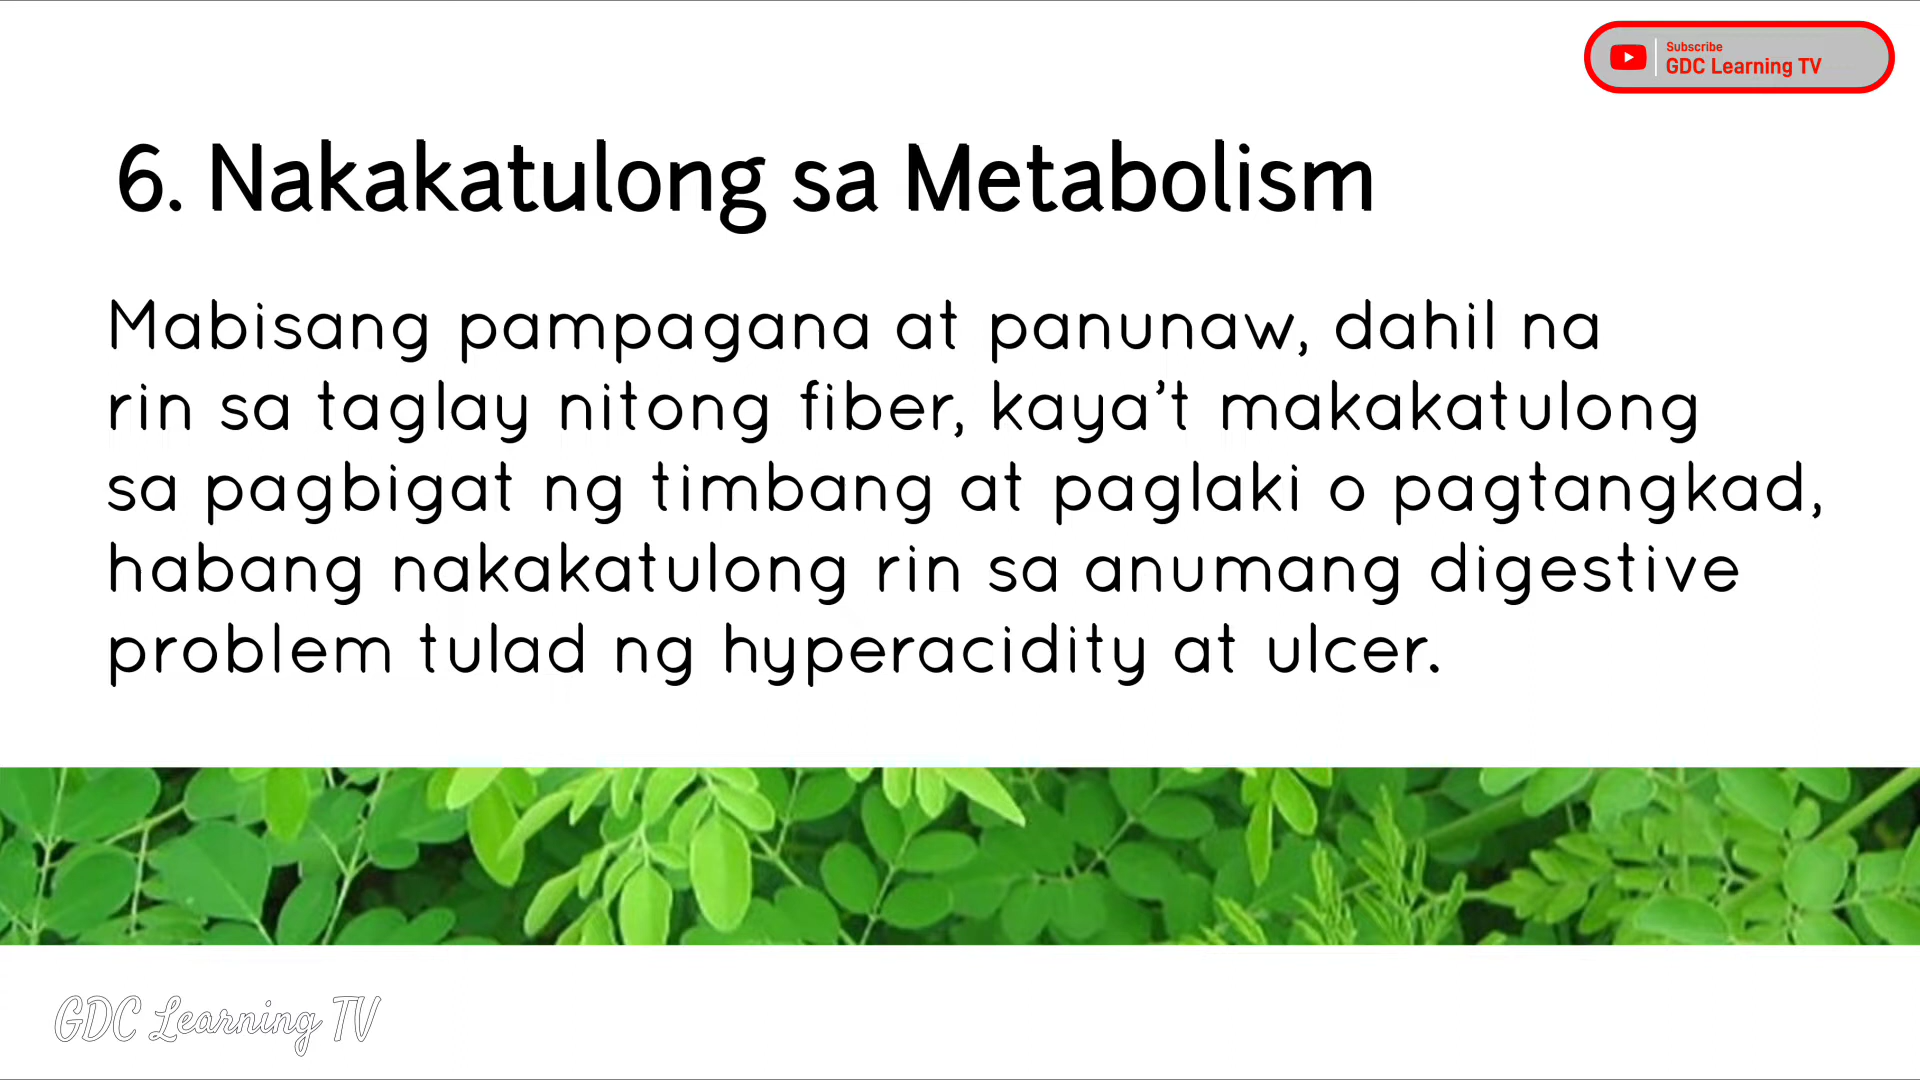 Subscribe
GDC Learning TV
6. Nakakatulong sa Metabolism
Mabisang pampagana at panunaw, dahil na
rin sa taglay nitong fiber, kaya’t makakatulong
sa pagbigat ng timbang at paglaki o pagtangkad,
habang nakakatulong rin sa anumang digestive
problem tulad ng hyperacidity at ulcer.
GDC Learning TV